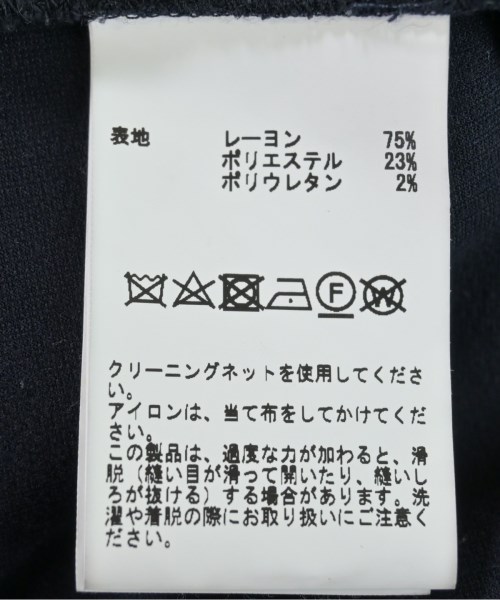 表地 レーヨン 75%
ポリエステル 23%
ポリウレタン 2%
F W
クリーニングネットを使用してくださ
い。
アイロンは、当て布をしてかけてくだ
さい。
この製品は、過度な力が加わると、滑
脱（縫い目が滑って開いたり、縫いし
ろが抜ける）する場合があります。洗
濯や着脱の際にお取り扱いにご注意く
ださい。